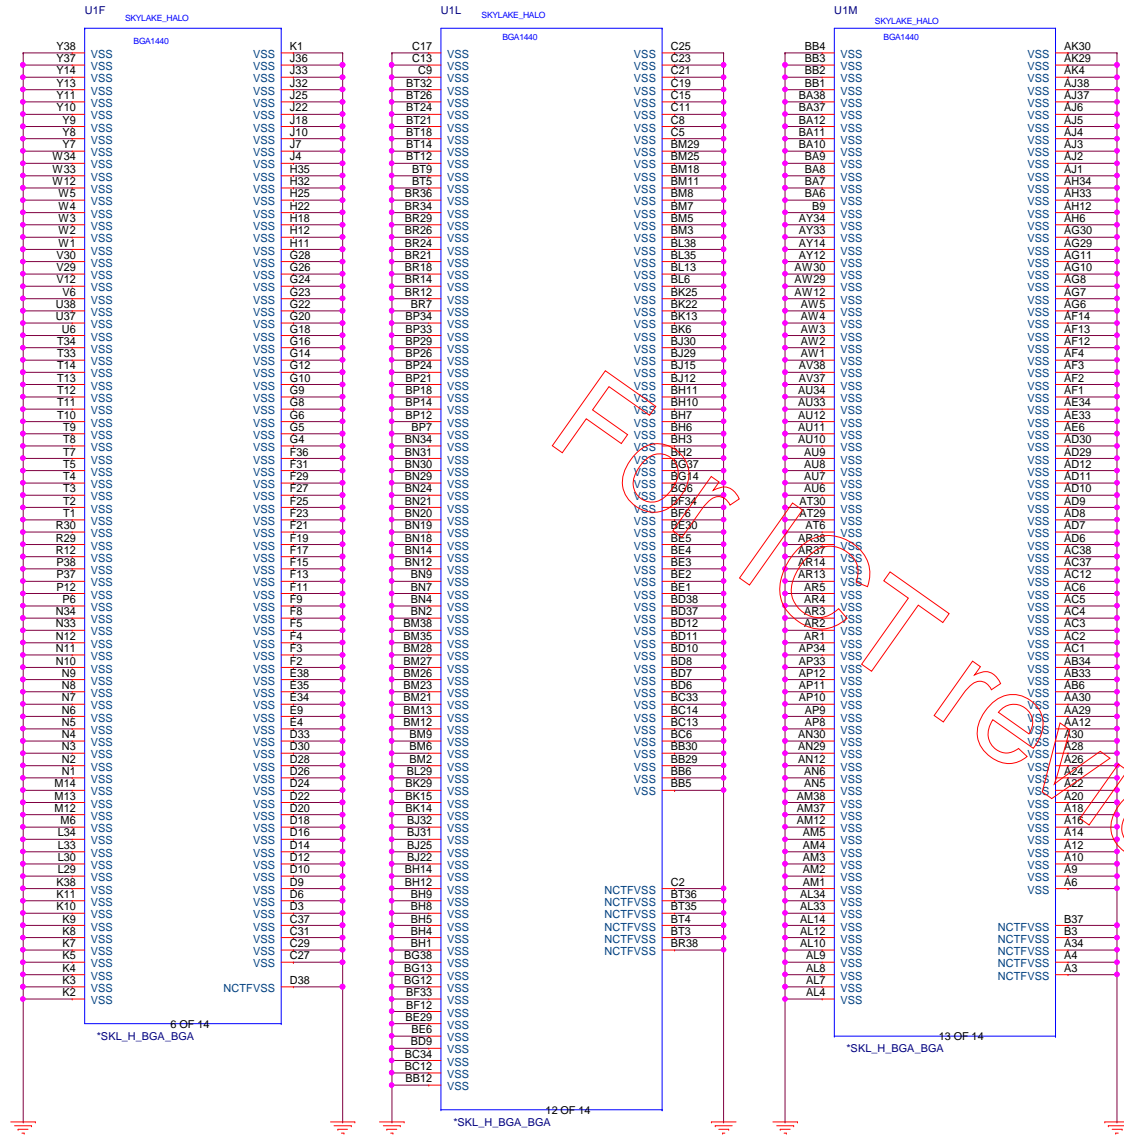 U1F
SKYLAKE_HALO
BGA1440
Y38 VSS VSS K1
Y37 VSS VSS J36
Y14 VSS VSS J33
Y13 VSS VSS J32
Y11 VSS VSS J25
Y10 VSS VSS J22
Y9 VSS VSS J18
Y8 VSS VSS J10
Y7 VSS VSS J7
W34 VSS VSS J4
W33 VSS VSS H35
W12 VSS VSS H32
W5 VSS VSS H25
W4 VSS VSS H22
W3 VSS VSS H18
W2 VSS VSS H12
W1 VSS VSS H11
V30 VSS VSS G28
V29 VSS VSS G26
V12 VSS VSS G24
V6 VSS VSS G23
U38 VSS VSS G22
U37 VSS VSS G20
U6 VSS VSS G18
T34 VSS VSS G16
T33 VSS VSS G14
T14 VSS VSS G12
T13 VSS VSS G10
T12 VSS VSS G9
T11 VSS VSS G8
T10 VSS VSS G6
T9 VSS VSS G5
T8 VSS VSS G4
T7 VSS VSS F36
T5 VSS VSS F31
T4 VSS VSS F29
T3 VSS VSS F27
T2 VSS VSS F25
T1 VSS VSS F23
R30 VSS VSS F21
R29 VSS VSS F19
R12 VSS VSS F17
P38 VSS VSS F15
P37 VSS VSS F13
P12 VSS VSS F11
P6 VSS VSS F9
N34 VSS VSS F8
N33 VSS VSS F5
N12 VSS VSS F4
N11 VSS VSS F3
N10 VSS VSS F2
N9 VSS VSS E38
N8 VSS VSS E35
N7 VSS VSS E34
N6 VSS VSS E9
N5 VSS VSS E4
N4 VSS VSS D33
N3 VSS VSS D30
N2 VSS VSS D28
N1 VSS VSS D26
M14 VSS VSS D24
M13 VSS VSS D22
M12 VSS VSS D20
M6 VSS VSS D18
L34 VSS VSS D16
L33 VSS VSS D14
L30 VSS VSS D12
L29 VSS VSS D10
K38 VSS VSS D9
K11 VSS VSS D6
K10 VSS VSS D3
K9 VSS VSS C37
K8 VSS VSS C31
K7 VSS VSS C29
K5 VSS VSS C27
K4 VSS
K3 VSS NCTFVSS D38
K2 VSS
6 OF 14
*SKL_H_BGA_BGA
U1L
SKYLAKE_HALO
BGA1440
C17 VSS VSS C25
C13 VSS VSS C23
C9 VSS VSS C21
BT32 VSS VSS C19
BT26 VSS VSS C15
BT24 VSS VSS C11
BT21 VSS VSS C8
BT18 VSS VSS C5
BT14 VSS VSS BM29
BT12 VSS VSS BM25
BT9 VSS VSS BM18
BT5 VSS VSS BM11
BR36 VSS VSS BM8
BR34 VSS VSS BM7
BR29 VSS VSS BM5
BR26 VSS VSS BM3
BR24 VSS VSS BL38
BR21 VSS VSS BL35
BR18 VSS VSS BL13
BR14 VSS VSS BL6
BR12 VSS VSS BK25
BR7 VSS VSS BK22
BP34 VSS VSS BK13
BP33 VSS VSS BK6
BP29 VSS VSS BJ30
BP26 VSS VSS BJ29
BP24 VSS VSS BJ15
BP21 VSS VSS BJ12
BP18 VSS VSS BH11
BP14 VSS VSS BH10
BP12 VSS VSS BH7
BP7 VSS VSS BH6
BN34 VSS VSS BH3
BN31 VSS VSS BH2
BN30 VSS VSS BG37
BN29 VSS VSS BG14
BN24 VSS VSS BG6
BN21 VSS VSS BF34
BN20 VSS VSS BF6
BN19 VSS VSS BE30
BN18 VSS VSS BE5
BN14 VSS VSS BE4
BN12 VSS VSS BE3
BN9 VSS VSS BE2
BN7 VSS VSS BE1
BN4 VSS VSS BD38
BN2 VSS VSS BD37
BM38 VSS VSS BD12
BM35 VSS VSS BD11
BM28 VSS VSS BD10
BM27 VSS VSS BD8
BM26 VSS VSS BD7
BM23 VSS VSS BD6
BM21 VSS VSS BC33
BM13 VSS VSS BC14
BM12 VSS VSS BC13
BM9 VSS VSS BC6
BM6 VSS VSS BB30
BM2 VSS VSS BB29
BL29 VSS VSS BB6
BK29 VSS VSS BB5
BK15 VSS
BK14 VSS
BJ32 VSS
BJ31 VSS
BJ25 VSS
BJ22 VSS
BH14 VSS
BH12 VSS NCTFVSS C2
BH9 VSS NCTFVSS BT36
BH8 VSS NCTFVSS BT35
BH5 VSS NCTFVSS BT4
BH4 VSS NCTFVSS BT3
BH1 VSS NCTFVSS BR38
BG38 VSS
BG13 VSS
BG12 VSS
BF33 VSS
BF12 VSS
BE29 VSS
BE6 VSS
BD9 VSS
BC34 VSS
BC12 VSS
BB12 VSS
12 OF 14
*SKL_H_BGA_BGA
U1M
SKYLAKE_HALO
BGA1440
BB4 VSS VSS AK30
BB3 VSS VSS AK29
BB2 VSS VSS AK4
BB1 VSS VSS AJ38
BA38 VSS VSS AJ37
BA37 VSS VSS AJ6
BA12 VSS VSS AJ5
BA11 VSS VSS AJ4
BA10 VSS VSS AJ3
BA9 VSS VSS AJ2
BA8 VSS VSS AJ1
BA7 VSS VSS AH34
BA6 VSS VSS AH33
B9 VSS VSS AH12
AY34 VSS VSS AH6
AY33 VSS VSS AG30
AY14 VSS VSS AG29
AY12 VSS VSS AG11
AW30 VSS VSS AG10
AW29 VSS VSS AG8
AW12 VSS VSS AG7
AW5 VSS VSS AG6
AW4 VSS VSS AF14
AW3 VSS VSS AF13
AW2 VSS VSS AF12
AW1 VSS VSS AF4
AV38 VSS VSS AF3
AV37 VSS VSS AF2
AU34 VSS VSS AF1
AU33 VSS VSS AE34
AU12 VSS VSS AE33
AU11 VSS VSS AE6
AU10 VSS VSS AD30
AU9 VSS VSS AD29
AU8 VSS VSS AD12
AU7 VSS VSS AD11
AU6 VSS VSS AD10
AT30 VSS VSS AD9
AT29 VSS VSS AD8
AT6 VSS VSS AD7
AR38 VSS VSS AD6
AR37 VSS VSS AC38
AR14 VSS VSS AC37
AR13 VSS VSS AC12
AR5 VSS VSS AC6
AR4 VSS VSS AC5
AR3 VSS VSS AC4
AR2 VSS VSS AC3
AR1 VSS VSS AC2
AP34 VSS VSS AC1
AP33 VSS VSS AB34
AP12 VSS VSS AB33
AP11 VSS VSS AB6
AP10 VSS VSS AA30
AP9 VSS VSS AA29
AP8 VSS VSS AA12
AN30 VSS VSS A30
AN29 VSS VSS A28
AN12 VSS VSS A26
AN6 VSS VSS A24
AN5 VSS VSS A22
AM38 VSS VSS A20
AM37 VSS VSS A18
AM12 VSS VSS A16
AM5 VSS VSS A14
AM4 VSS VSS A12
AM3 VSS VSS A10
AM2 VSS VSS A9
AM1 VSS VSS A6
AL34 VSS
AL33 VSS
AL14 VSS NCTFVSS B37
AL12 VSS NCTFVSS B3
AL10 VSS NCTFVSS A34
AL9 VSS NCTFVSS A4
AL8 VSS NCTFVSS A3
AL7 VSS
AL4 VSS
13 OF 14
*SKL_H_BGA_BGA
For ICT